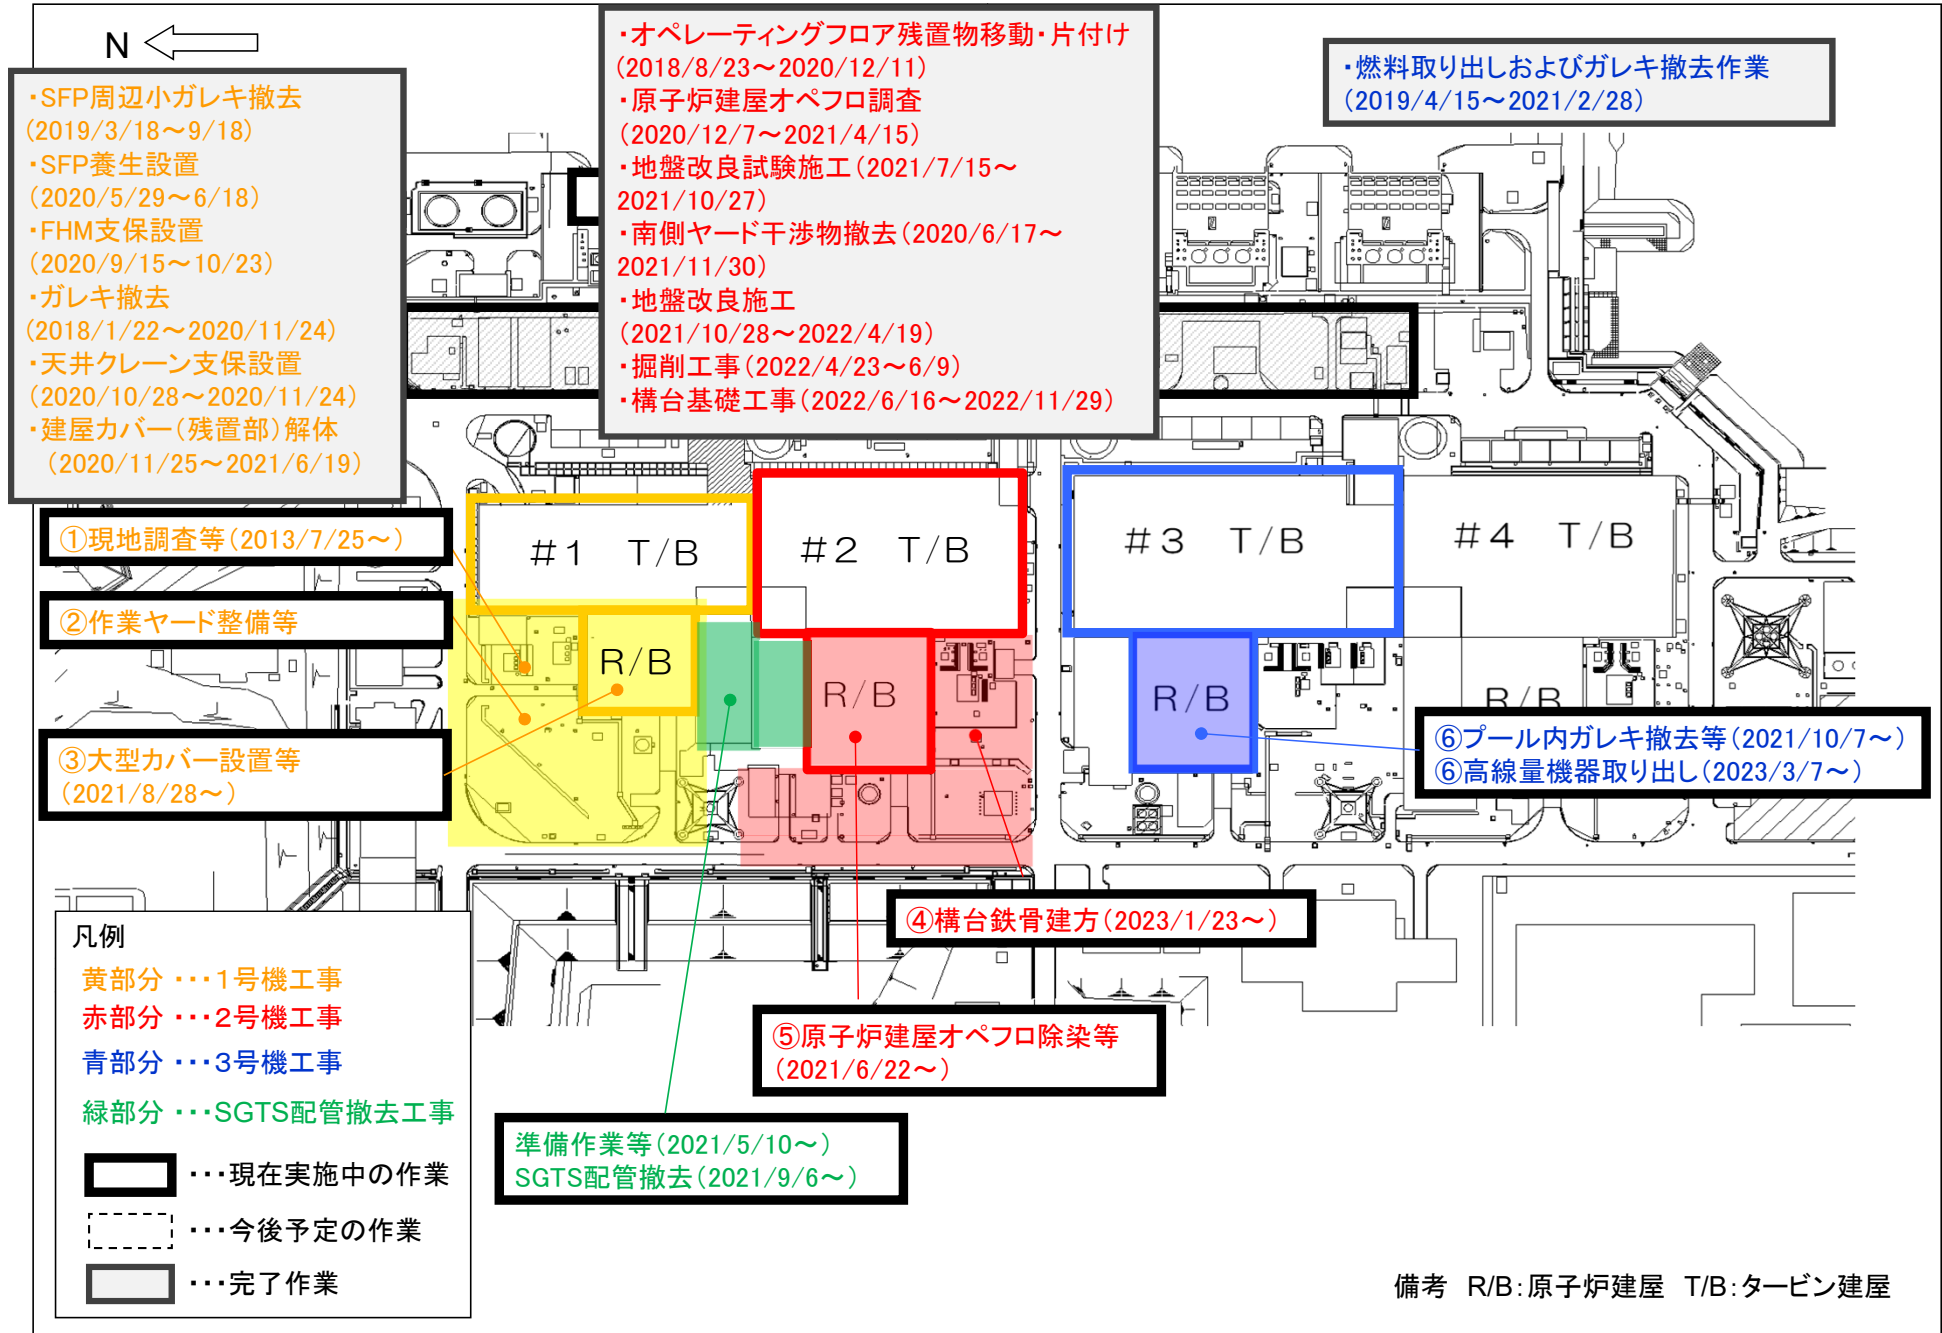 N
・SFP周辺小ガレキ撤去
(2019/3/18～9/18)
・SFP養生設置
(2020/5/29～6/18)
・FHM支保設置
(2020/9/15～10/23)
・ガレキ撤去
(2018/1/22～2020/11/24)
・天井クレーン支保設置
(2020/10/28～2020/11/24)
・建屋カバー(残置部)解体
(2020/11/25～2021/6/19)
・オペレーティングフロア残置物移動・片付け
(2018/8/23～2020/12/11)
・原子炉建屋オペフロ調査
(2020/12/7～2021/4/15)
・地盤改良試験施工(2021/7/15～
2021/10/27)
・南側ヤード干渉物撤去(2020/6/17～
2021/11/30)
・地盤改良施工
(2021/10/28～2022/4/19)
・掘削工事(2022/4/23～6/9)
・構台基礎工事(2022/6/16～2022/11/29)
・燃料取り出しおよびガレキ撤去作業
(2019/4/15～2021/2/28)
①現地調査等(2013/7/25～)
②作業ヤード整備等
③大型カバー設置等
(2021/8/28～)
#1 T/B
#2 T/B
#3 T/B
#4 T/B
R/B
R/B
R/B
R/B
⑥プール内ガレキ撤去等(2021/10/7～)
⑥高線量機器取り出し(2023/3/7～)
④構台鉄骨建方(2023/1/23～)
⑤原子炉建屋オペフロ除染等
(2021/6/22～)
準備作業等(2021/5/10～)
SGTS配管撤去(2021/9/6～)
凡例
黄部分 ・・・1号機工事
赤部分 ・・・2号機工事
青部分 ・・・3号機工事
緑部分 ・・・SGTS配管撤去工事
・・・現在実施中の作業
・・・今後予定の作業
・・・完了作業
備考 R/B:原子炉建屋 T/B:タービン建屋